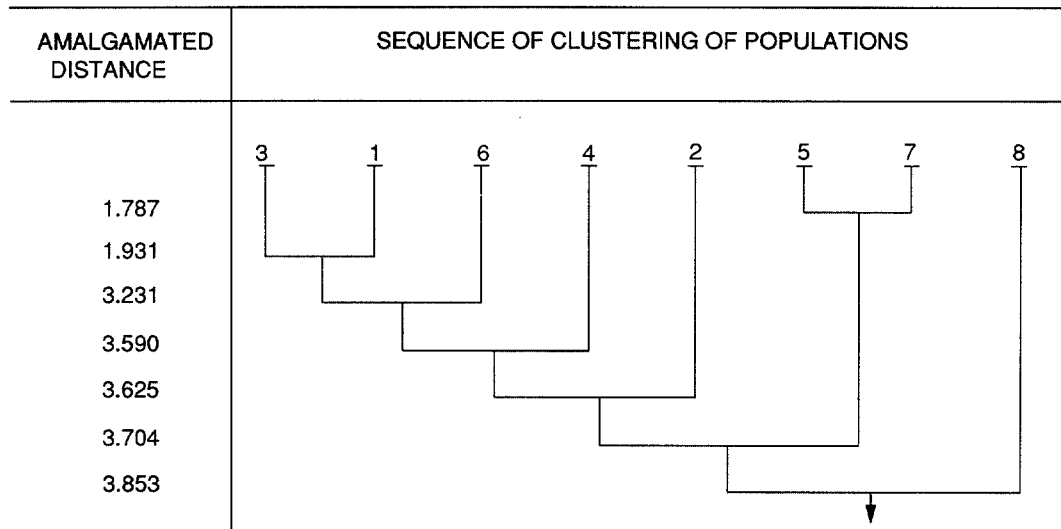 AMALGAMATED
DISTANCE
SEQUENCE OF CLUSTERING OF POPULATIONS
3 1 6 4 2 5 7 8
1.787
1.931
3.231
3.590
3.625
3.704
3.853